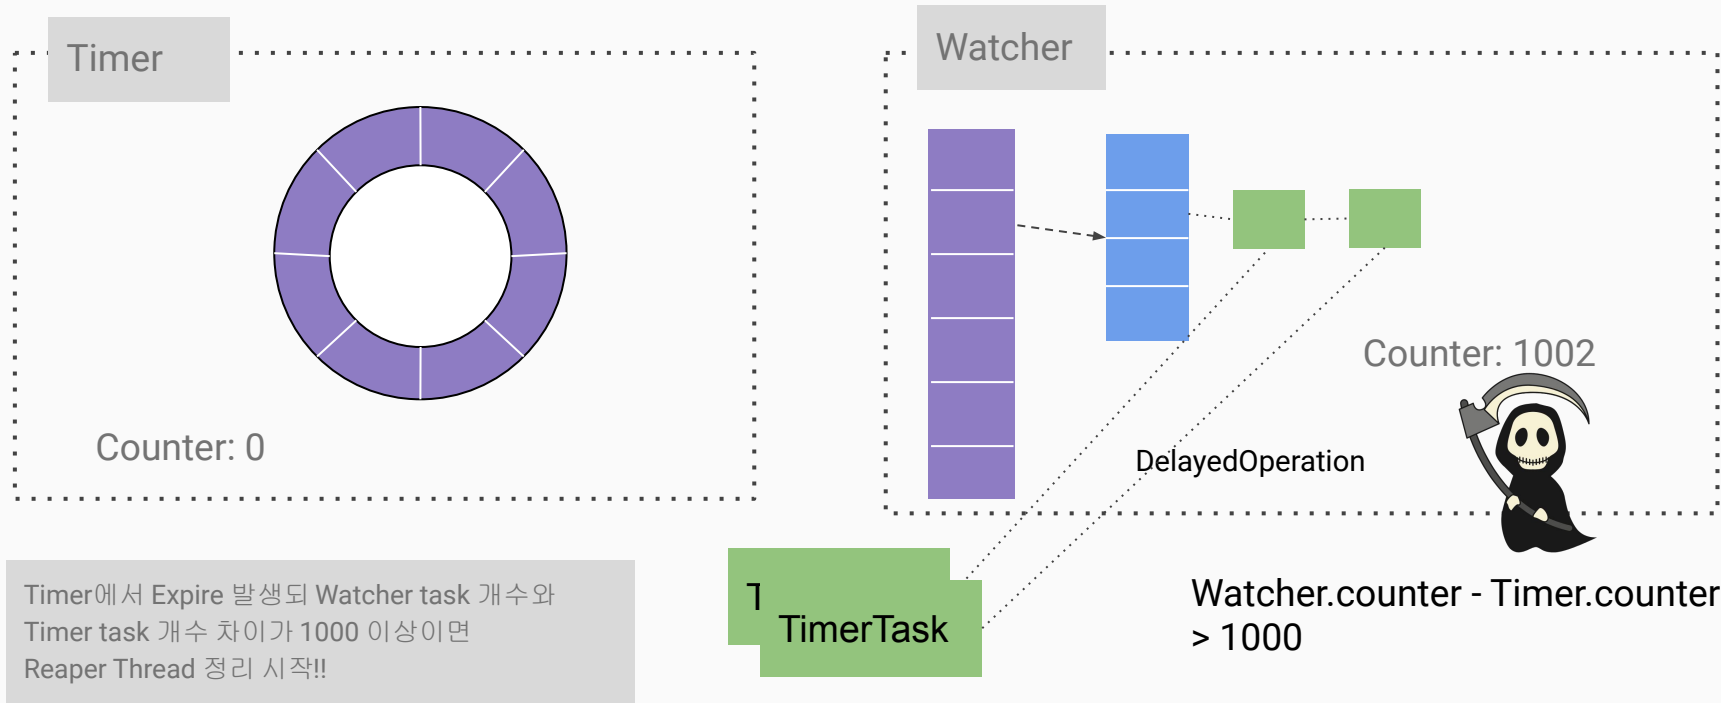 Timer
Watcher
Counter: 1002
Counter: 0
DelayedOperation
T
TimerTask
Timer에서 Expire 발생되 Watcher task 개수와
Timer task 개수 차이가 1000 이상이면
Reaper Thread 정리 시작!!
Watcher.counter - Timer.counter
> 1000